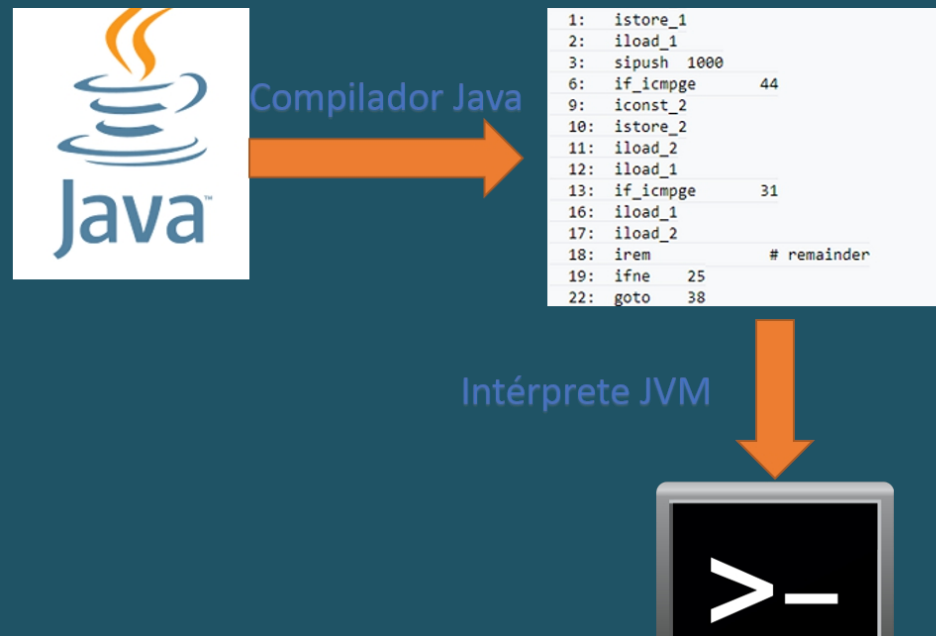 Java™
Compilador Java
1: istore_1
2: iload_1
3: sipush 1000
6: if_icmpge 44
9: iconst_2
10: istore_2
11: iload_2
12: iload_1
13: if_icmpge 31
16: iload_1
17: iload_2
18: irem # remainder
19: ifne 25
22: goto 38
Intérprete JVM
>_